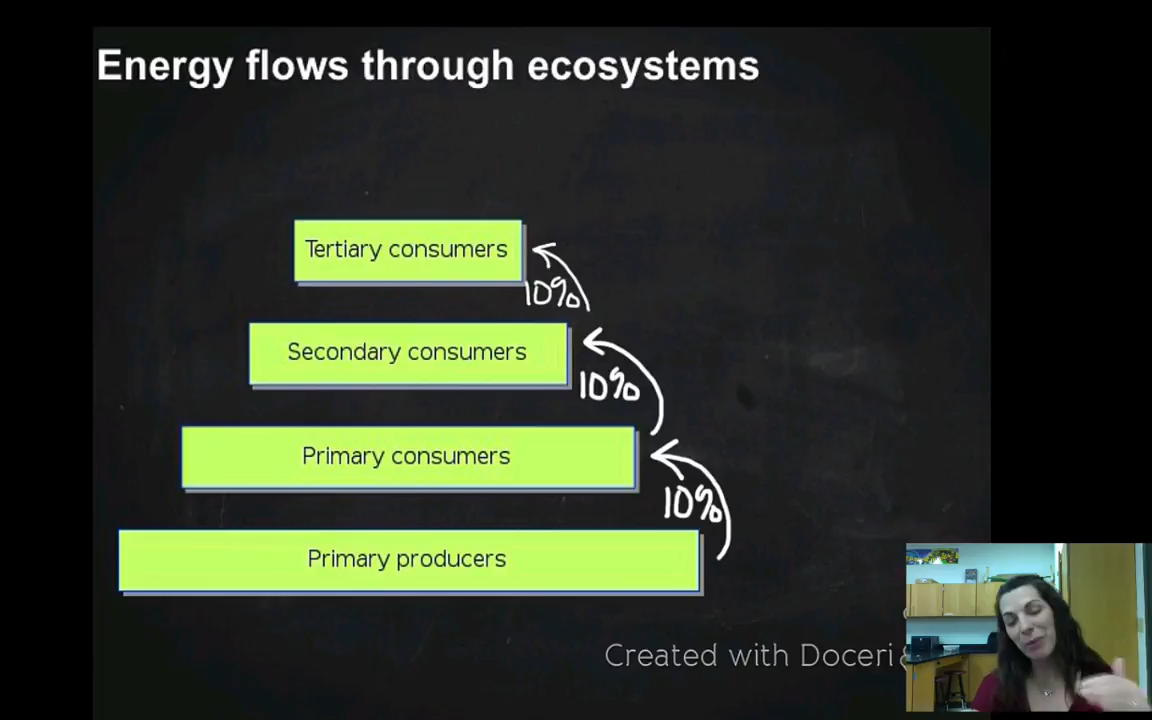 Energy flows through ecosystems
Tertiary consumers
10%
Secondary consumers
10%
Primary consumers
10%
Primary producers
Created with Doceri